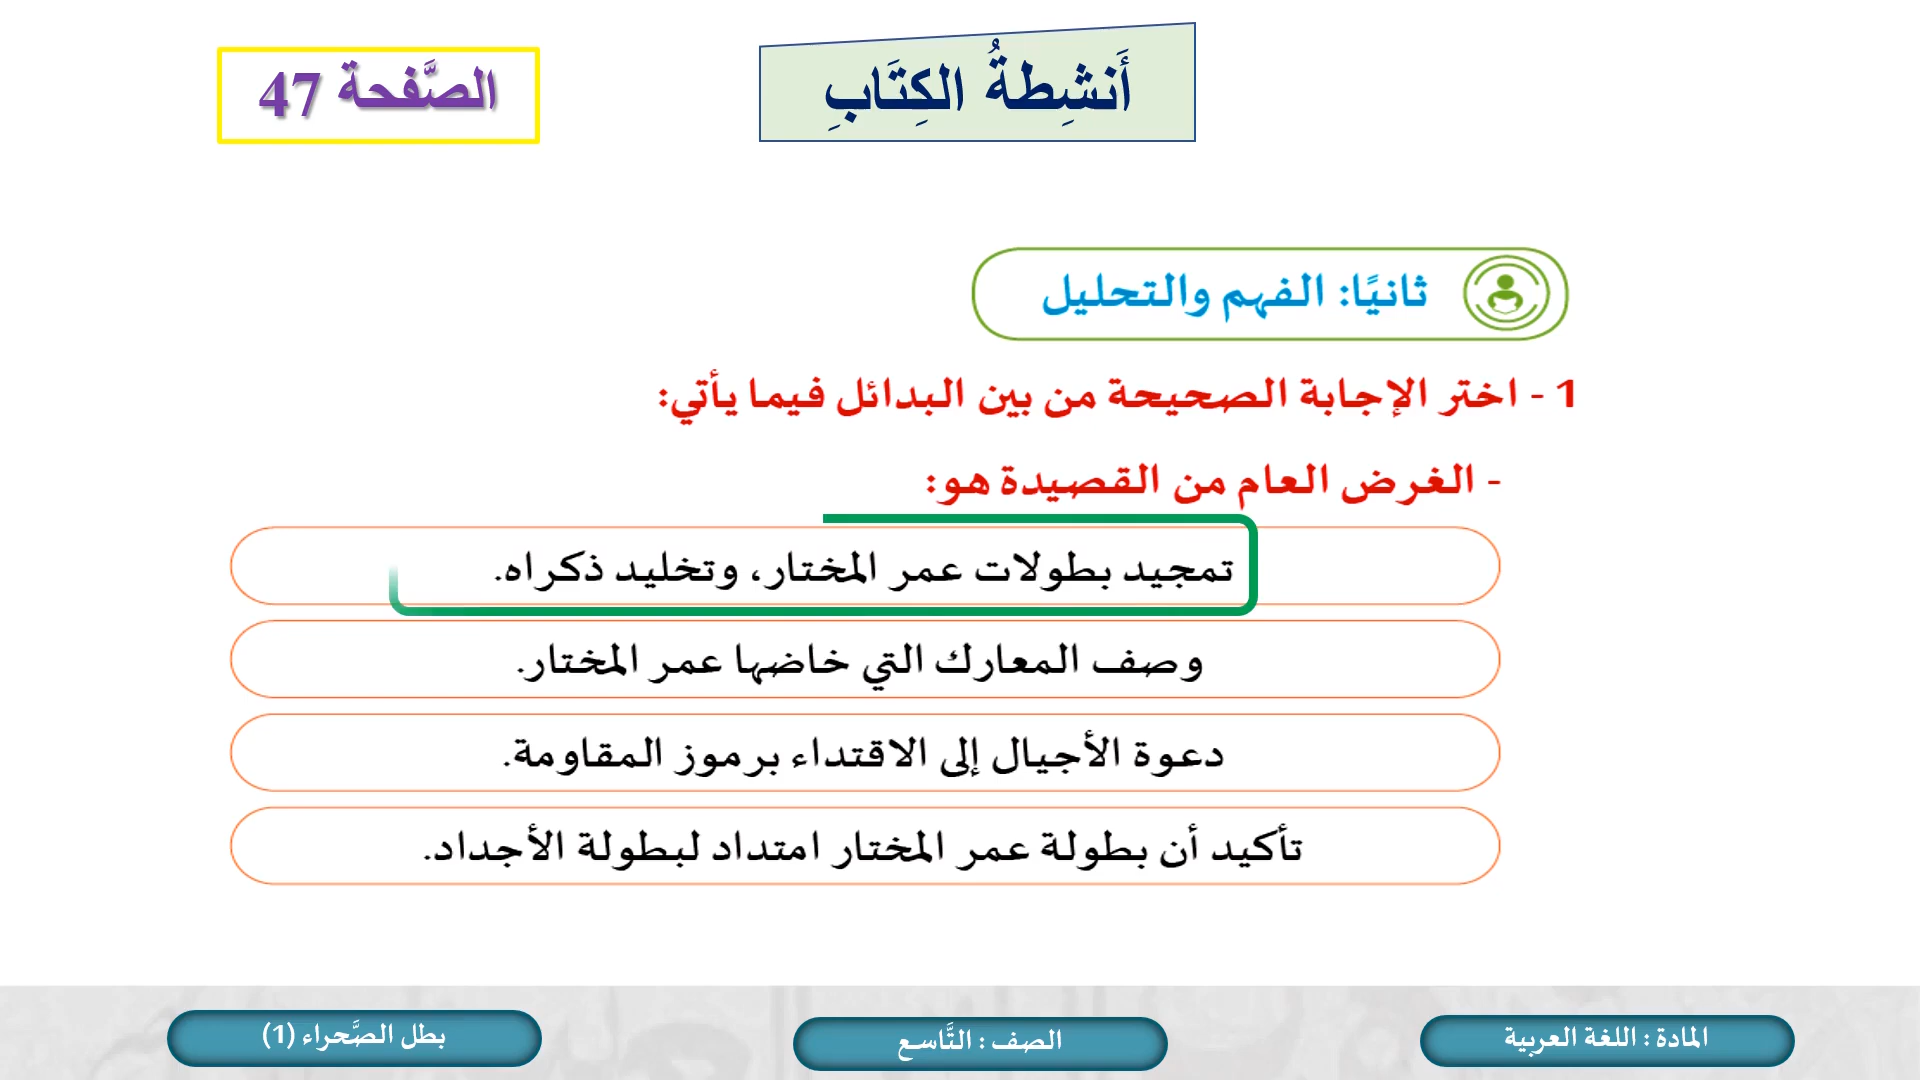 أَنشِطةُ الكِتَابِ
الصَّفحة 47
ثانيًا: الفهم والتحليل
1 - اختر الإجابة الصحيحة من بين البدائل فيما يأتي:
- الغرض العام من القصيدة هو:
تمجيد بطولات عمر المختار، وتخليد ذكراه.
وصف المعارك التي خاضها عمر المختار.
دعوة الأجيال إلى الاقتداء برموز المقاومة.
تأكيد أن بطولة عمر المختار امتداد لبطولة الأجداد.
المادة : اللغة العربية
الصف : التَّاسع
بطل الصَّحراء (1)